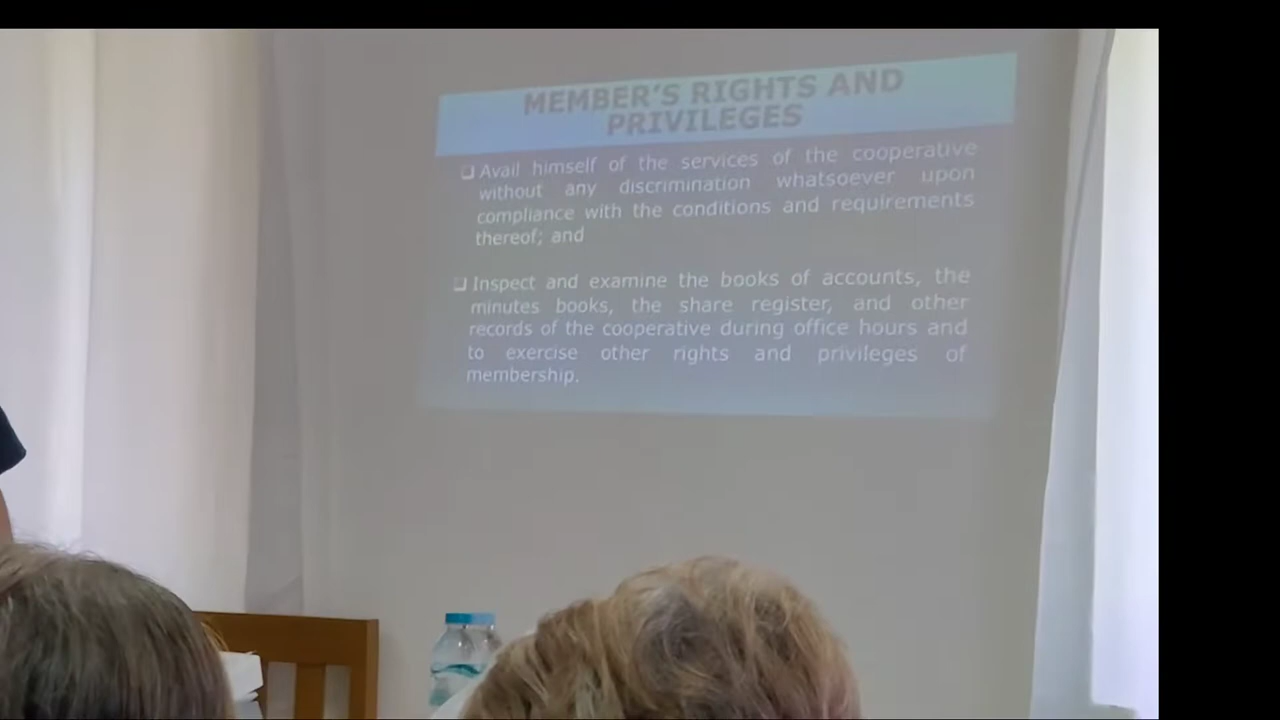 MEMBER'S RIGHTS AND
PRIVILEGES
❑ Avail himself of the services of the cooperative
without any discrimination whatsoever upon
compliance with the conditions and requirements
thereof; and
❑ Inspect and examine the books of accounts, the
minutes books, the share register, and other
records of the cooperative during office hours and
to exercise other rights and privileges of
membership.